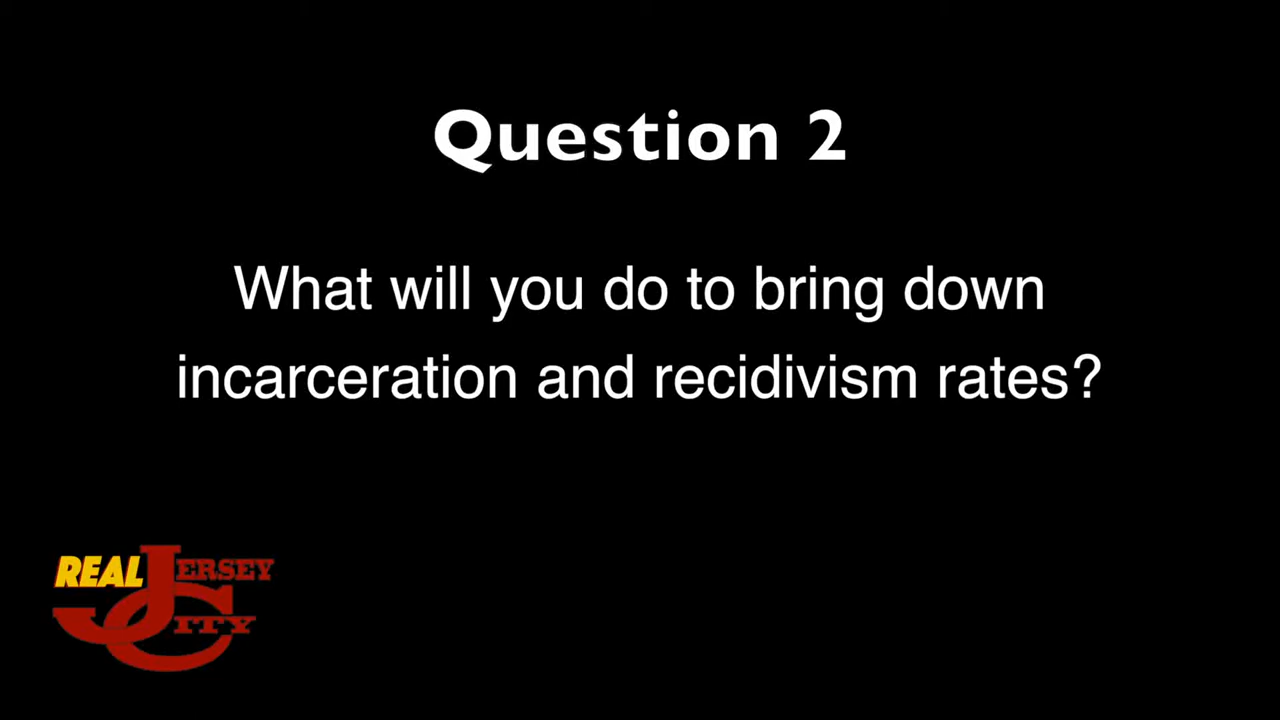 Question 2
What will you do to bring down
incarceration and recidivism rates?
REAL JERSEY
CITY